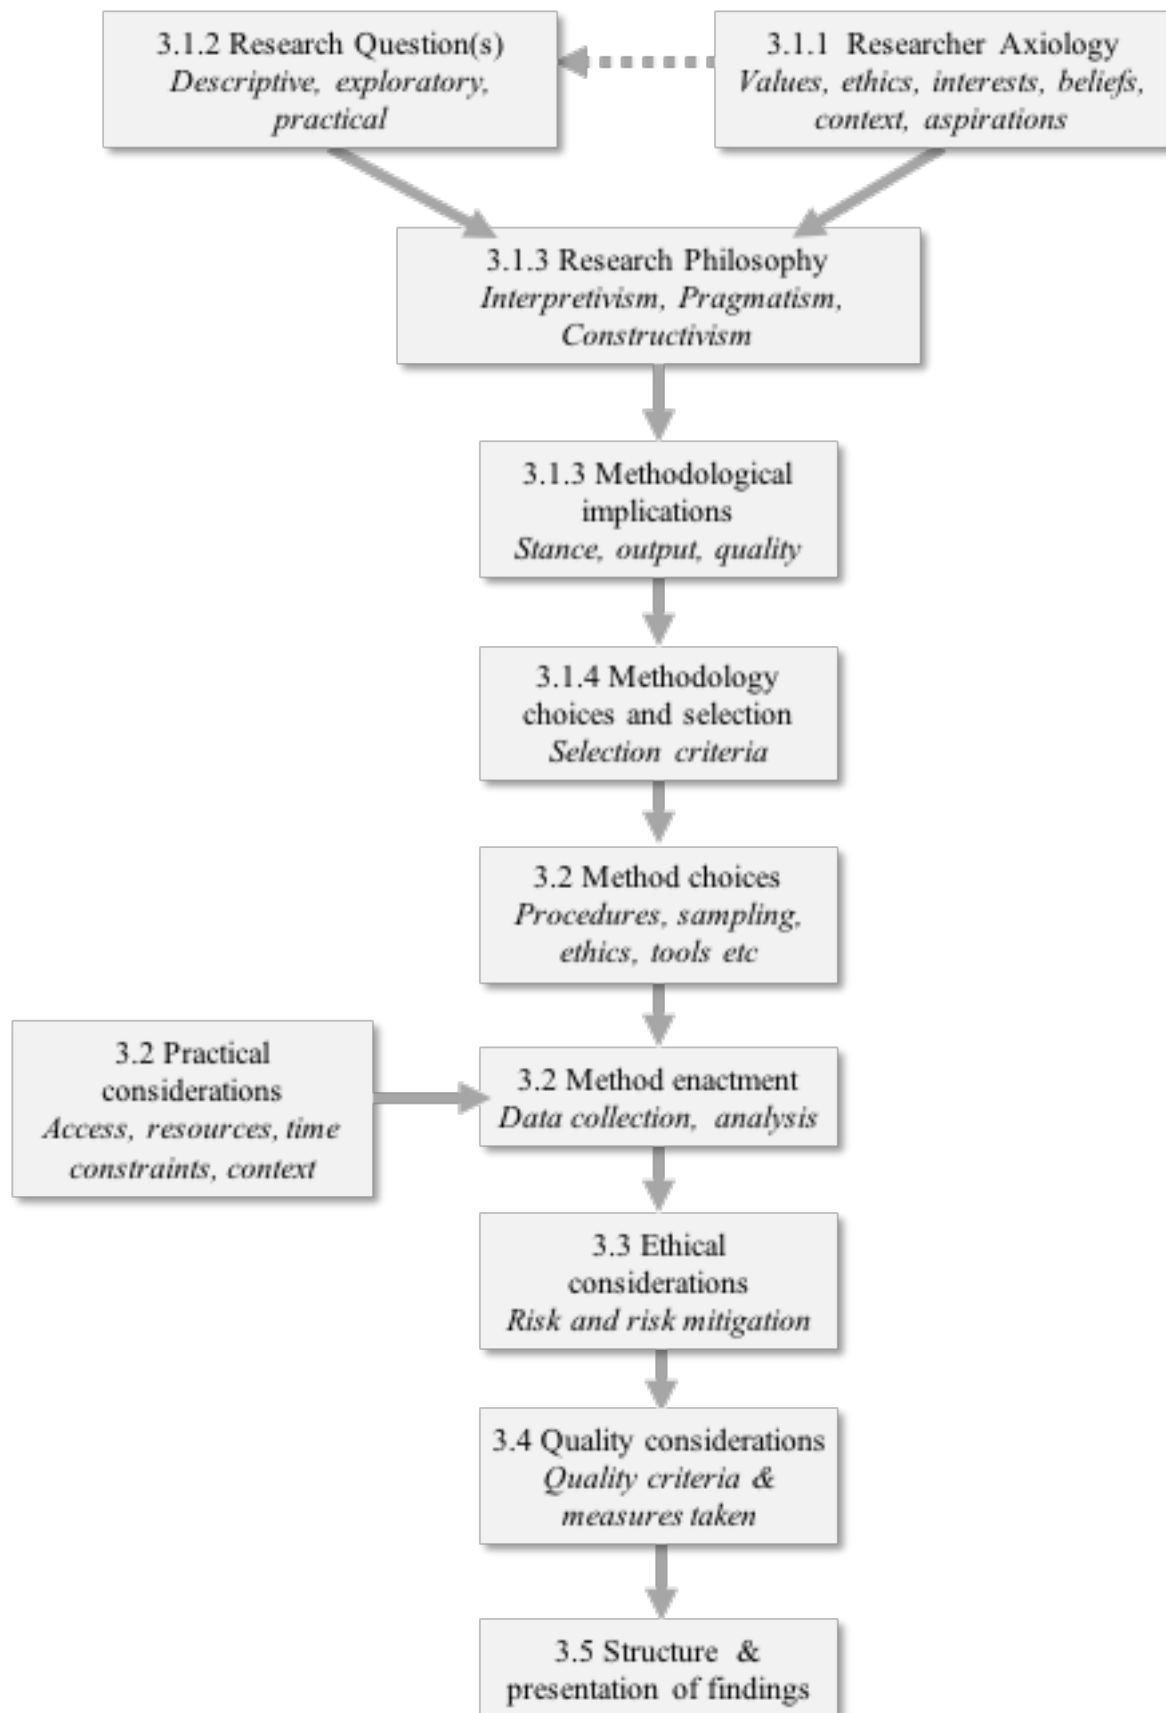 3.1.2 Research Question(s)
Descriptive, exploratory,
practical
3.1.1 Researcher Axiology
Values, ethics, interests, beliefs,
context, aspirations
3.1.3 Research Philosophy
Interpretivism, Pragmatism,
Constructivism
3.1.3 Methodological
implications
Stance, output, quality
3.1.4 Methodology
choices and selection
Selection criteria
3.2 Method choices
Procedures, sampling,
ethics, tools etc
3.2 Practical
considerations
Access, resources, time
constraints, context
3.2 Method enactment
Data collection, analysis
3.3 Ethical
considerations
Risk and risk mitigation
3.4 Quality considerations
Quality criteria &
measures taken
3.5 Structure &
presentation of findings